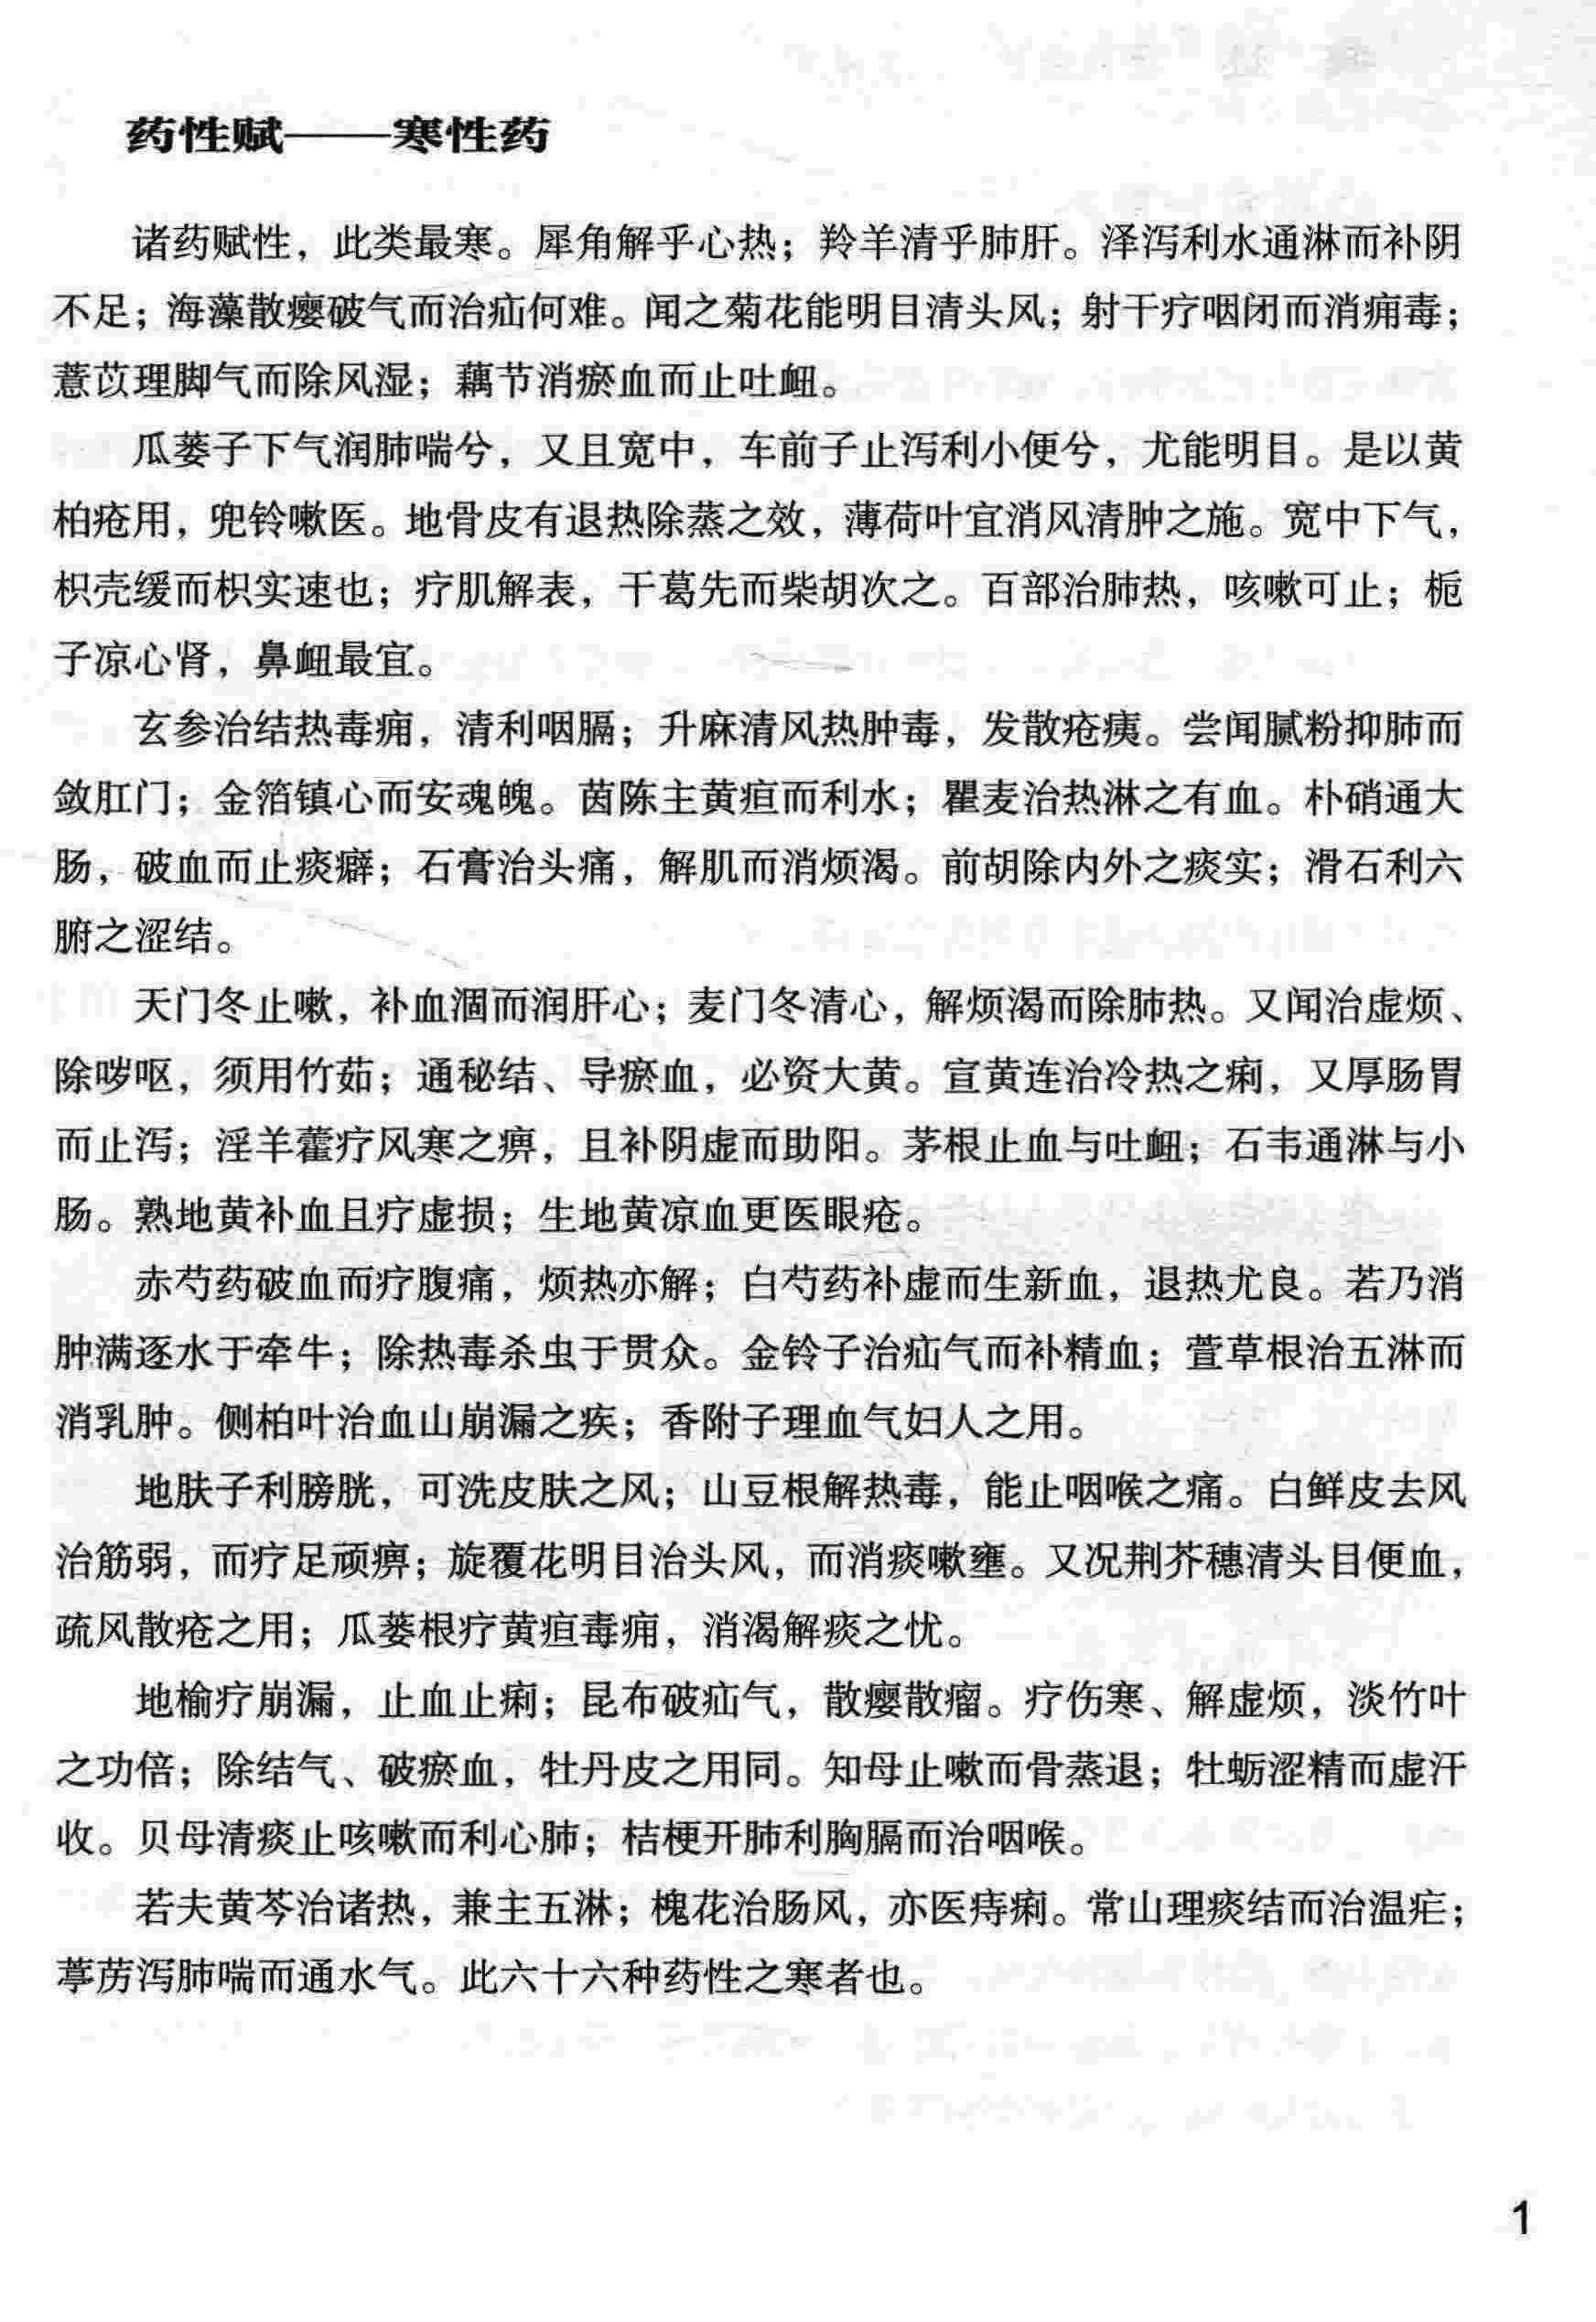 药性赋——寒性药
诸药赋性，此类最寒。犀角解乎心热；羚羊清乎肺肝。泽泻利水通淋而补阴
不足；海藻散瘿破气而治疝何难。闻之菊花能明目清头风；射干疗咽闭而消痈毒；
薏苡理脚气而除风湿；藕节消瘀血而止吐衄。
瓜蒌子下气润肺喘兮，又且宽中，车前子止泻利小便兮，尤能明目。是以黄
柏疮用，兜铃嗽医。地骨皮有退热除蒸之效，薄荷叶宜消风清肿之施。宽中下气，
枳壳缓而枳实速也；疗肌解表，干葛先而柴胡次之。百部治肺热，咳嗽可止；栀
子凉心肾，鼻衄最宜。
玄参治结热毒痈，清利咽膈；升麻清风热肿毒，发散疮痍。尝闻腻粉抑肺而
敛肛门；金箔镇心而安魂魄。茵陈主黄疸而利水；瞿麦治热淋之有血。朴硝通大
肠，破血而止痰癖；石膏治头痛，解肌而消烦渴。前胡除内外之痰实；滑石利六
腑之涩结。
天门冬止嗽，补血涸而润肝心；麦门冬清心，解烦渴而除肺热。又闻治虚烦、
除哕呕，须用竹茹；通秘结、导瘀血，必资大黄。宣黄连治冷热之痢，又厚肠胃
而止泻；淫羊藿疗风寒之痹，且补阴虚而助阳。茅根止血与吐衄；石韦通淋与小
肠。熟地黄补血且疗虚损；生地黄凉血更医眼疮。
赤芍药破血而疗腹痛，烦热亦解；白芍药补虚而生新血，退热尤良。若乃消
肿满逐水于牵牛；除热毒杀虫于贯众。金铃子治疝气而补精血；萱草根治五淋而
消乳肿。侧柏叶治血山崩漏之疾；香附子理血气妇人之用。
地肤子利膀胱，可洗皮肤之风；山豆根解热毒，能止咽喉之痛。白鲜皮去风
治筋弱，而疗足顽痹；旋覆花明目治头风，而消痰嗽壅。又况荆芥穗清头目便血，
疏风散疮之用；瓜蒌根疗黄疸毒痈，消渴解痰之忧。
地榆疗崩漏，止血止痢；昆布破疝气，散瘿散瘤。疗伤寒、解虚烦，淡竹叶
之功倍；除结气、破瘀血，牡丹皮之用同。知母止嗽而骨蒸退；牡蛎涩精而虚汗
收。贝母清痰止咳嗽而利心肺；桔梗开肺利胸膈而治咽喉。
若夫黄芩治诸热，兼主五淋；槐花治肠风，亦医痔痢。常山理痰结而治温疟；
葶苈泻肺喘而通水气。此六十六种药性之寒者也。
1